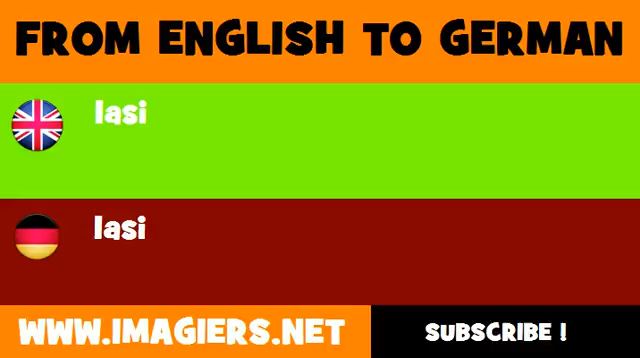 FROM ENGLISH TO GERMAN
Iasi
Iasi
WWW.IMAGIERS.NET
SUBSCRIBE !